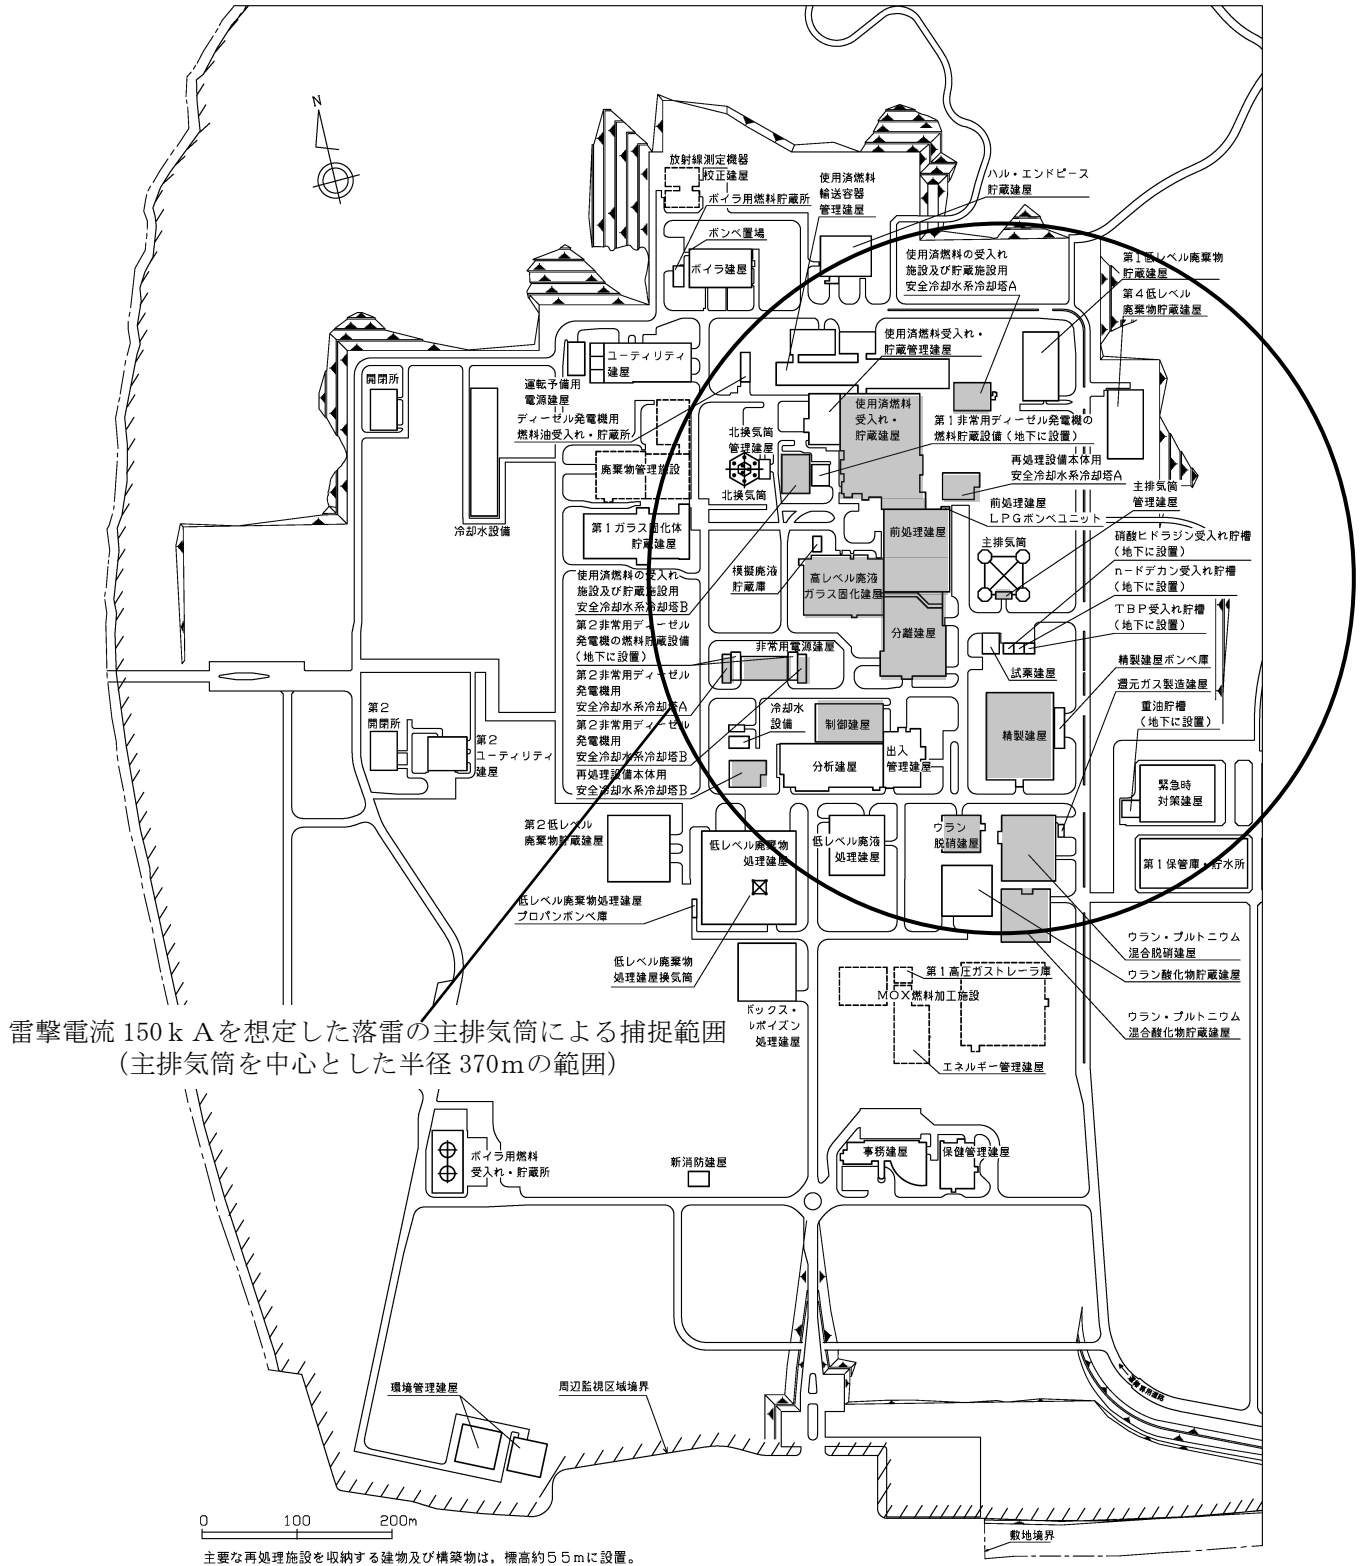 N
放射線測定機器
校正建屋
ボイラ用燃料貯蔵所
ボンベ置場
ボイラ建屋
使用済燃料
輸送容器
管理建屋
ハル・エンドピース
貯蔵建屋
使用済燃料の受入れ
施設及び貯蔵施設用
安全冷却水系冷却塔A
第1低レベル廃棄物
貯蔵建屋
第4低レベル
廃棄物貯蔵建屋
使用済燃料受入れ・
貯蔵管理建屋
ユーティリティ
建屋
運転予備用
電源建屋
ディーゼル発電機用
燃料油受入れ・貯蔵所
開閉所
冷却水設備
廃棄物管理施設
北換気筒
管理建屋
北換気筒
使用済燃料
受入れ・
貯蔵建屋
第1非常用ディーゼル発電機の
燃料貯蔵設備(地下に設置)
再処理設備本体用
安全冷却水系冷却塔A
主排気筒
管理建屋
前処理建屋
LPGボンベユニット
第1ガラス固化体
貯蔵建屋
前処理建屋
主排気筒
硝酸ヒドラジン受入れ貯槽
(地下に設置)
n-ドデカン受入れ貯槽
(地下に設置)
TBP受入れ貯槽
(地下に設置)
模擬廃液
貯蔵庫
高レベル廃液
ガラス固化建屋
使用済燃料の受入れ
施設及び貯蔵施設用
安全冷却水系冷却塔B
第2非常用ディーゼル
発電機の燃料貯蔵設備
(地下に設置)
第2非常用ディーゼル
発電機用
安全冷却水系冷却塔A
第2非常用ディーゼル
発電機用
安全冷却水系冷却塔B
再処理設備本体用
安全冷却水系冷却塔B
分離建屋
非常用電源建屋
試薬建屋
精製建屋ボンベ庫
還元ガス製造建屋
重油貯槽
(地下に設置)
第2
開閉所
第2
ユーティリティ
建屋
冷却水
設備
制御建屋
分析建屋
出入
管理建屋
精製建屋
緊急時
対策建屋
第1保管庫・貯水所
第2低レベル
廃棄物貯蔵建屋
低レベル廃棄物
処理建屋
低レベル廃液
処理建屋
ウラン
脱硝建屋
低レベル廃棄物処理建屋
プロパンボンベ庫
低レベル廃棄物
処理建屋換気筒
ウラン・プルトニウム
混合脱硝建屋
ウラン酸化物貯蔵建屋
ウラン・プルトニウム
混合酸化物貯蔵建屋
第1高圧ガストレーラ庫
MOX燃料加工施設
エネルギー管理建屋
ックス・
ポイズン
処理建屋
雷撃電流150kAを想定した落雷の主排気筒による捕捉範囲
(主排気筒を中心とした半径370mの範囲)
ボイラ用燃料
受入れ・貯蔵所
新消防建屋
事務建屋
保健管理建屋
環境管理建屋
周辺監視区域境界
敷地境界
0 100 200m
主要な再処理施設を収納する建物及び構築物は,標高約55mに設置。